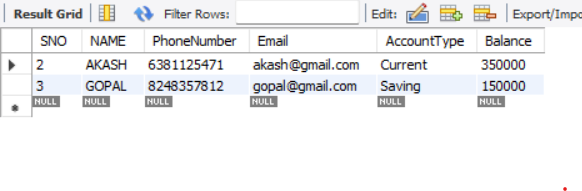 Result Grid Filter Rows: Edit: Export/Impo
SNO NAME PhoneNumber Email AccountType Balance
2 AKASH 6381125471 akash@gmail.com Current 350000
3 GOPAL 8248357812 gopal@gmail.com Saving 150000
NULL NULL NULL NULL NULL NULL